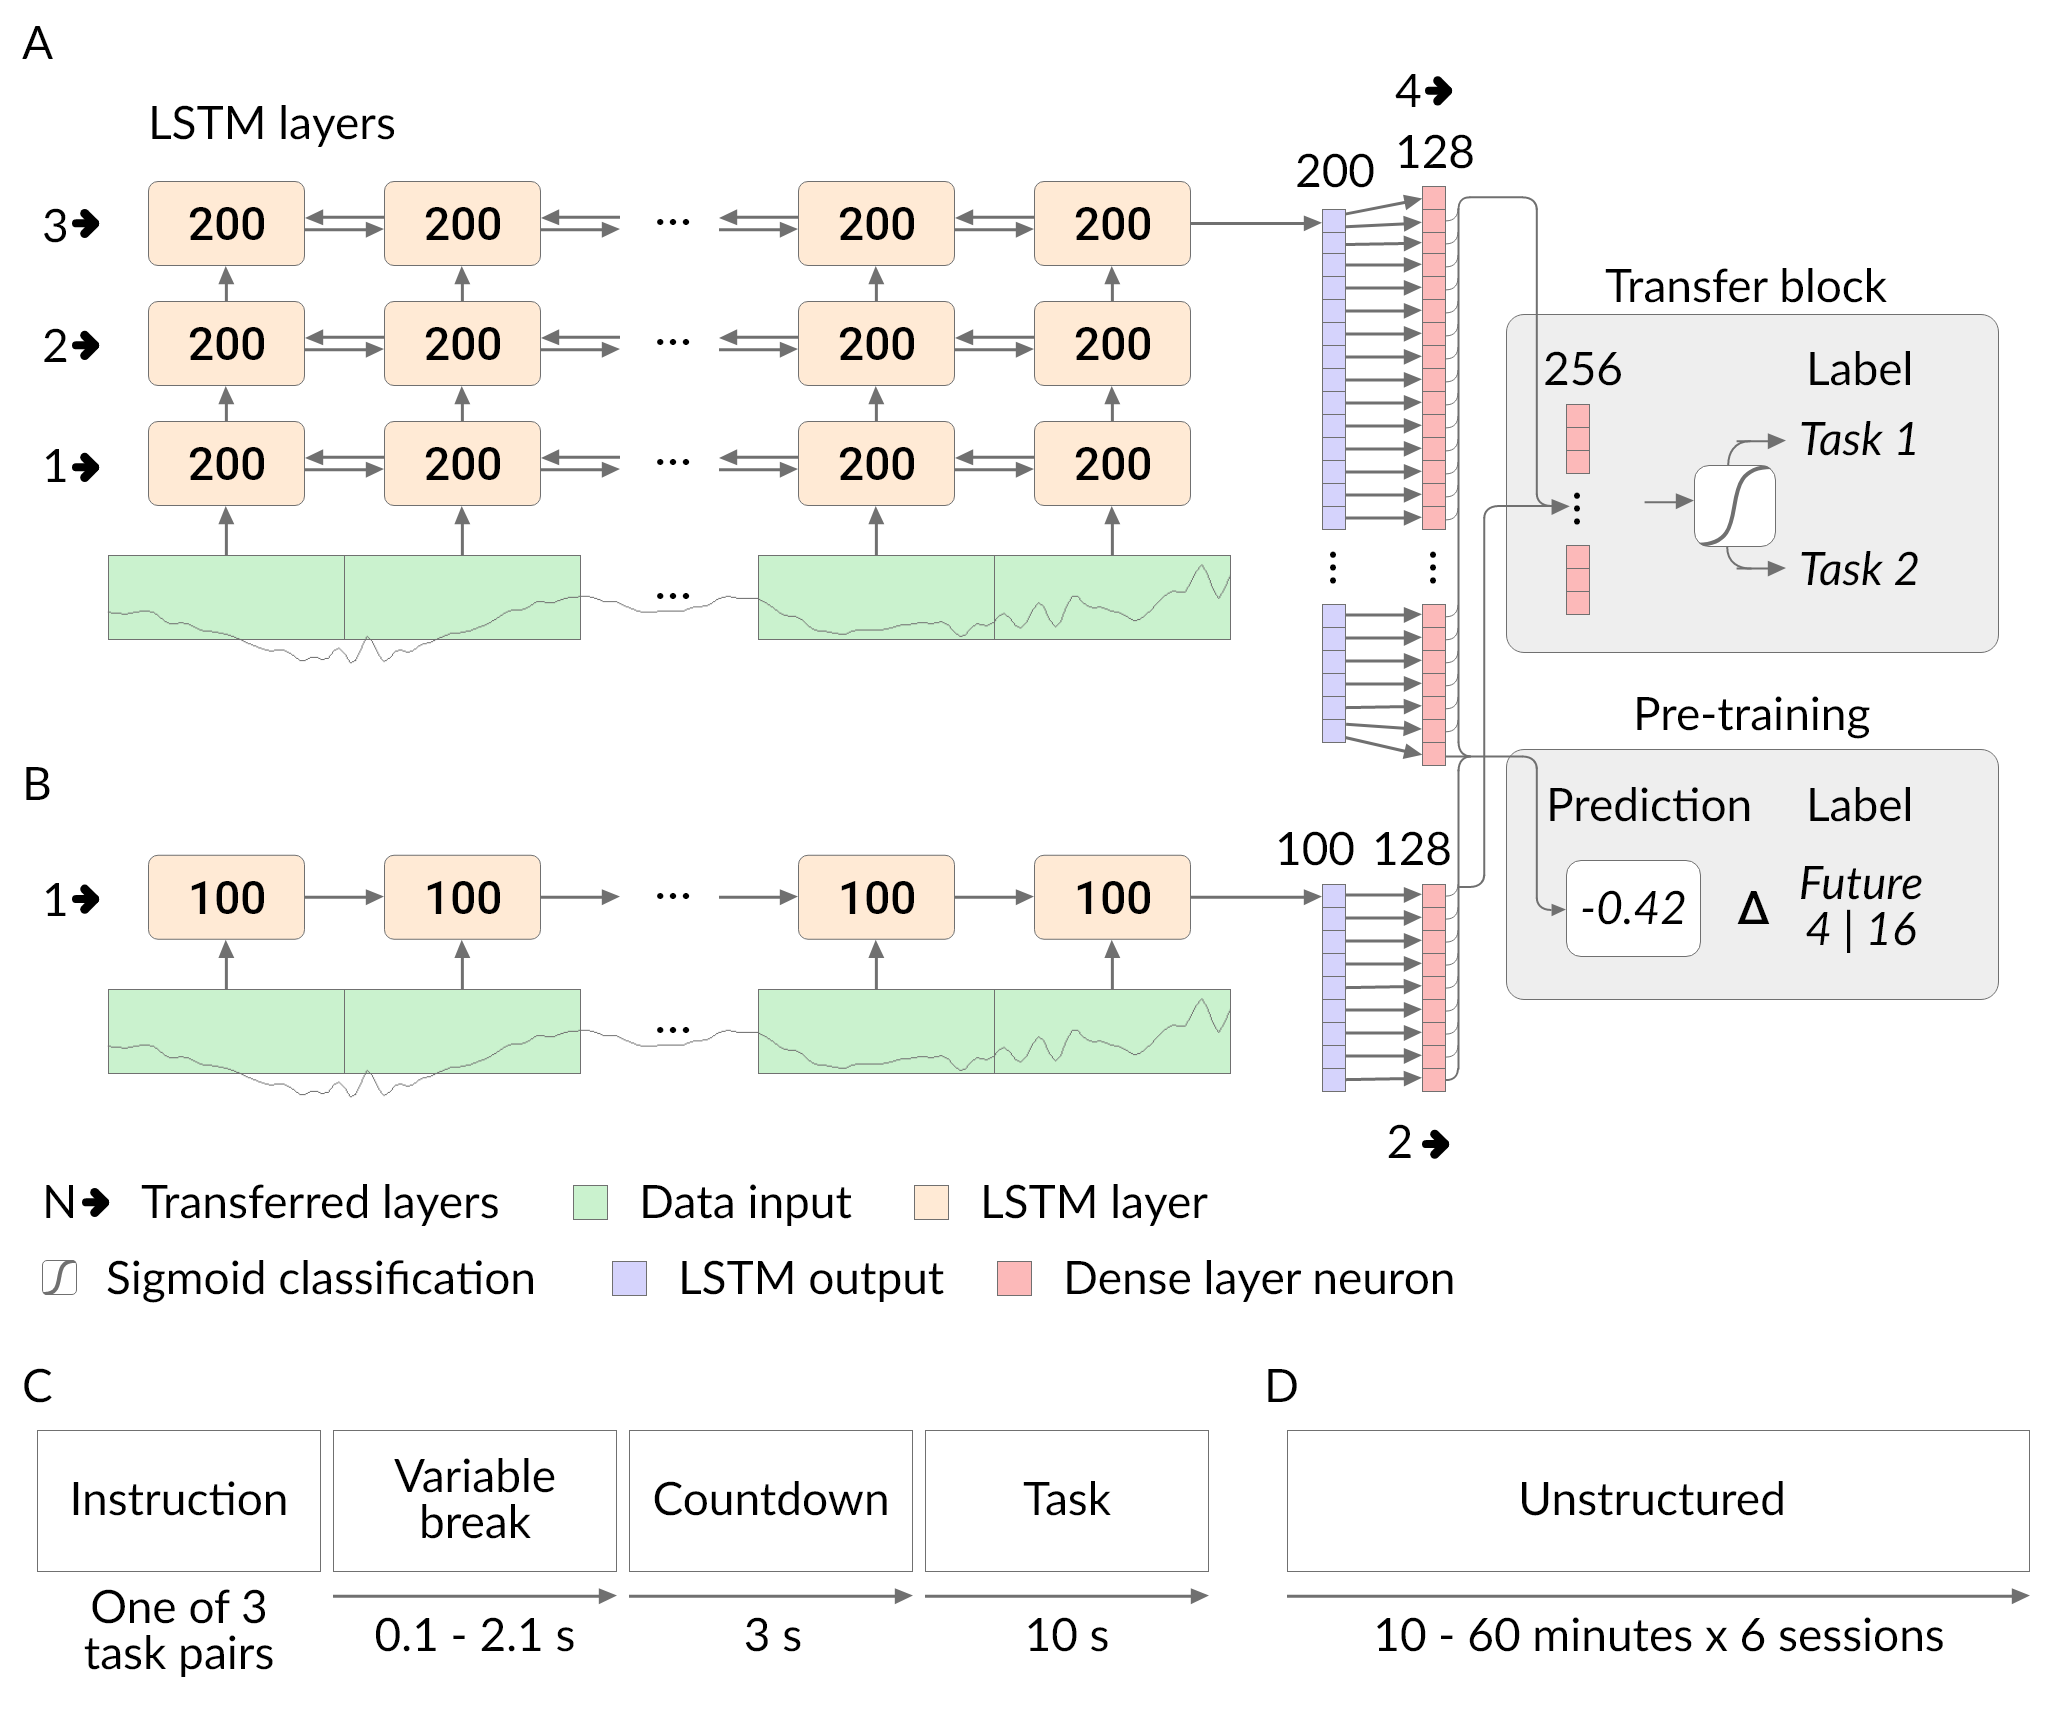 A
LSTM layers
4
200
128
3
200 200 ... 200 200
2
200 200 ... 200 200
1
200 200 ... 200 200
...
Transfer block
256
Label
Task 1
Task 2
Pre-training
Prediction
Label
-0.42
Δ
Future
4 | 16
B
100
128
1
100 100 ... 100 100
...
2
N Transferred layers
Data input
LSTM layer
Sigmoid classification
LSTM output
Dense layer neuron
C
Instruction
Variable
break
Countdown
Task
One of 3
task pairs
0.1 - 2.1 s
3 s
10 s
D
Unstructured
10 - 60 minutes x 6 sessions